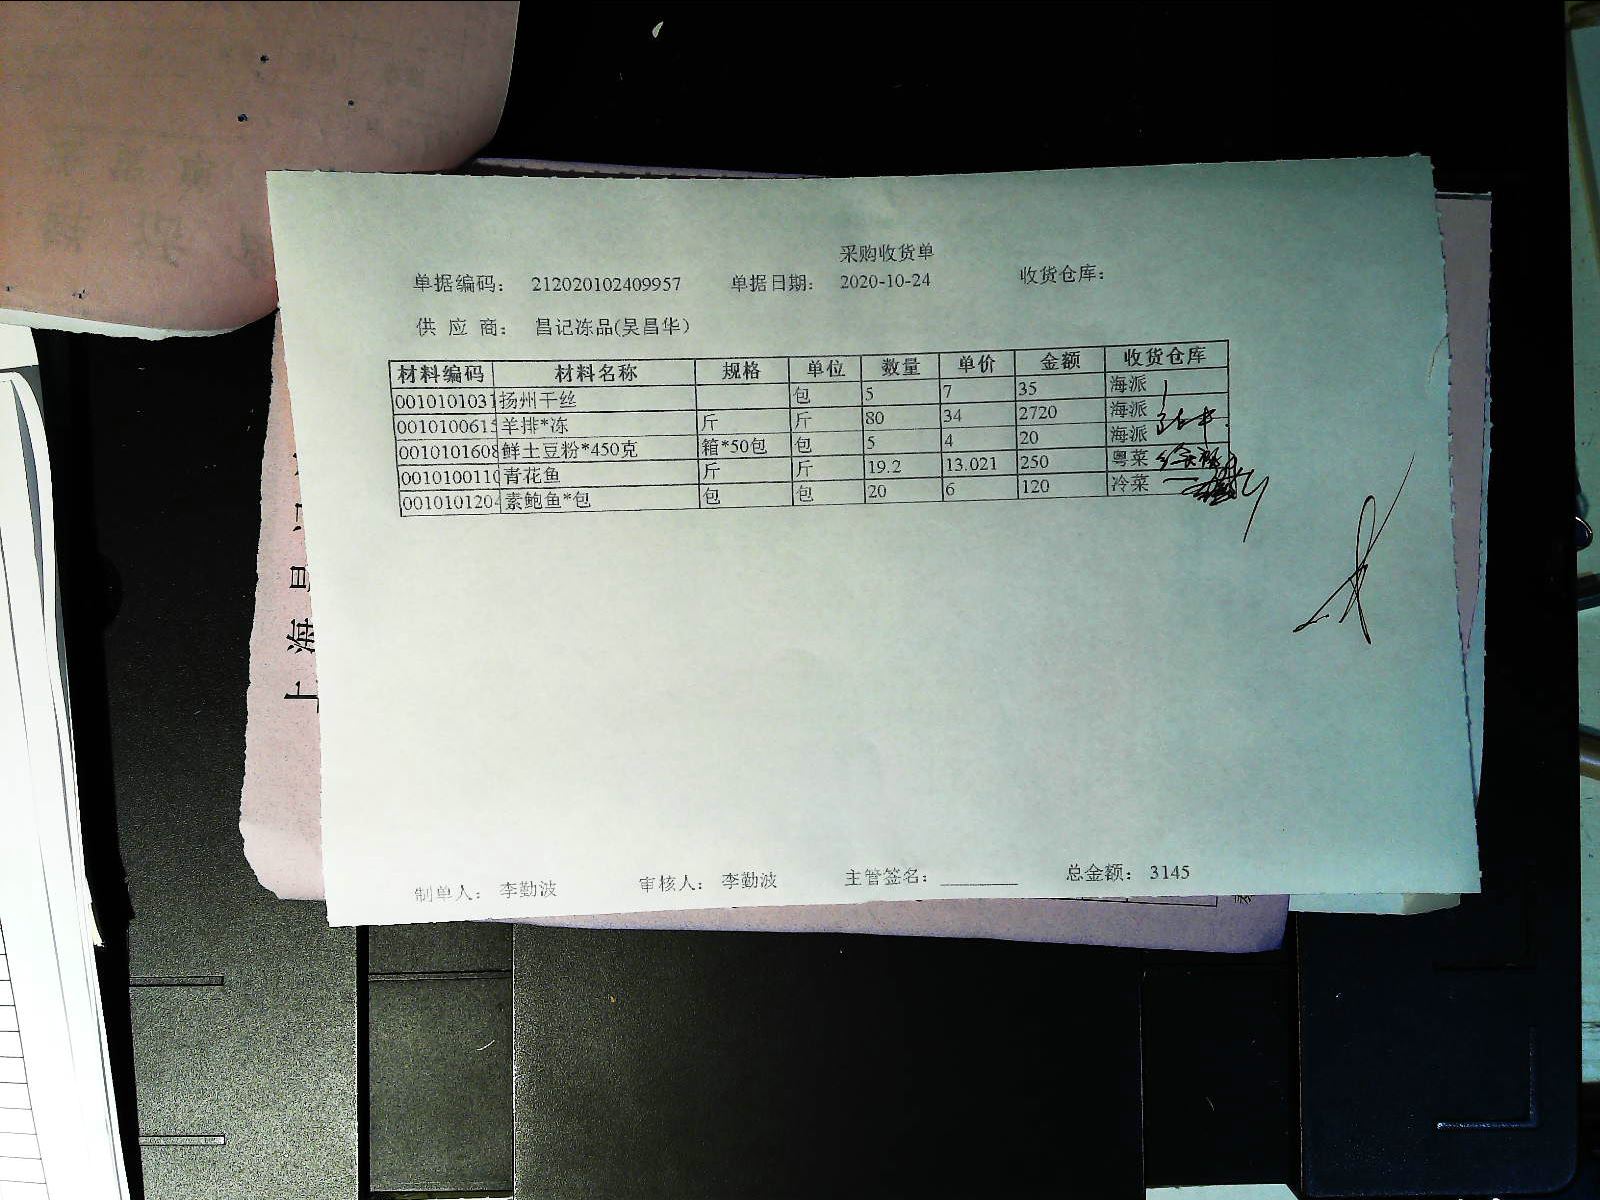 采购收货单
单据编码： 212020102409957 单据日期： 2020-10-24 收货仓库：
供 应 商： 昌记冻品(吴昌华)
材料编码 材料名称 规格 单位 数量 单价 金额 收货仓库
0010101031 扬州干丝 包 5 7 35 海派
0010100615 羊排*冻 斤 斤 80 34 2720 海派
0010101608 鲜土豆粉*450克 箱*50包 包 5 4 20 海派
0010100110 青花鱼 斤 斤 19.2 13.021 250 粤菜
0010101204 素鲍鱼*包 包 包 20 6 120 冷菜
制单人： 李勤波 审核人： 李勤波 主管签名： 总金额： 3145
上海